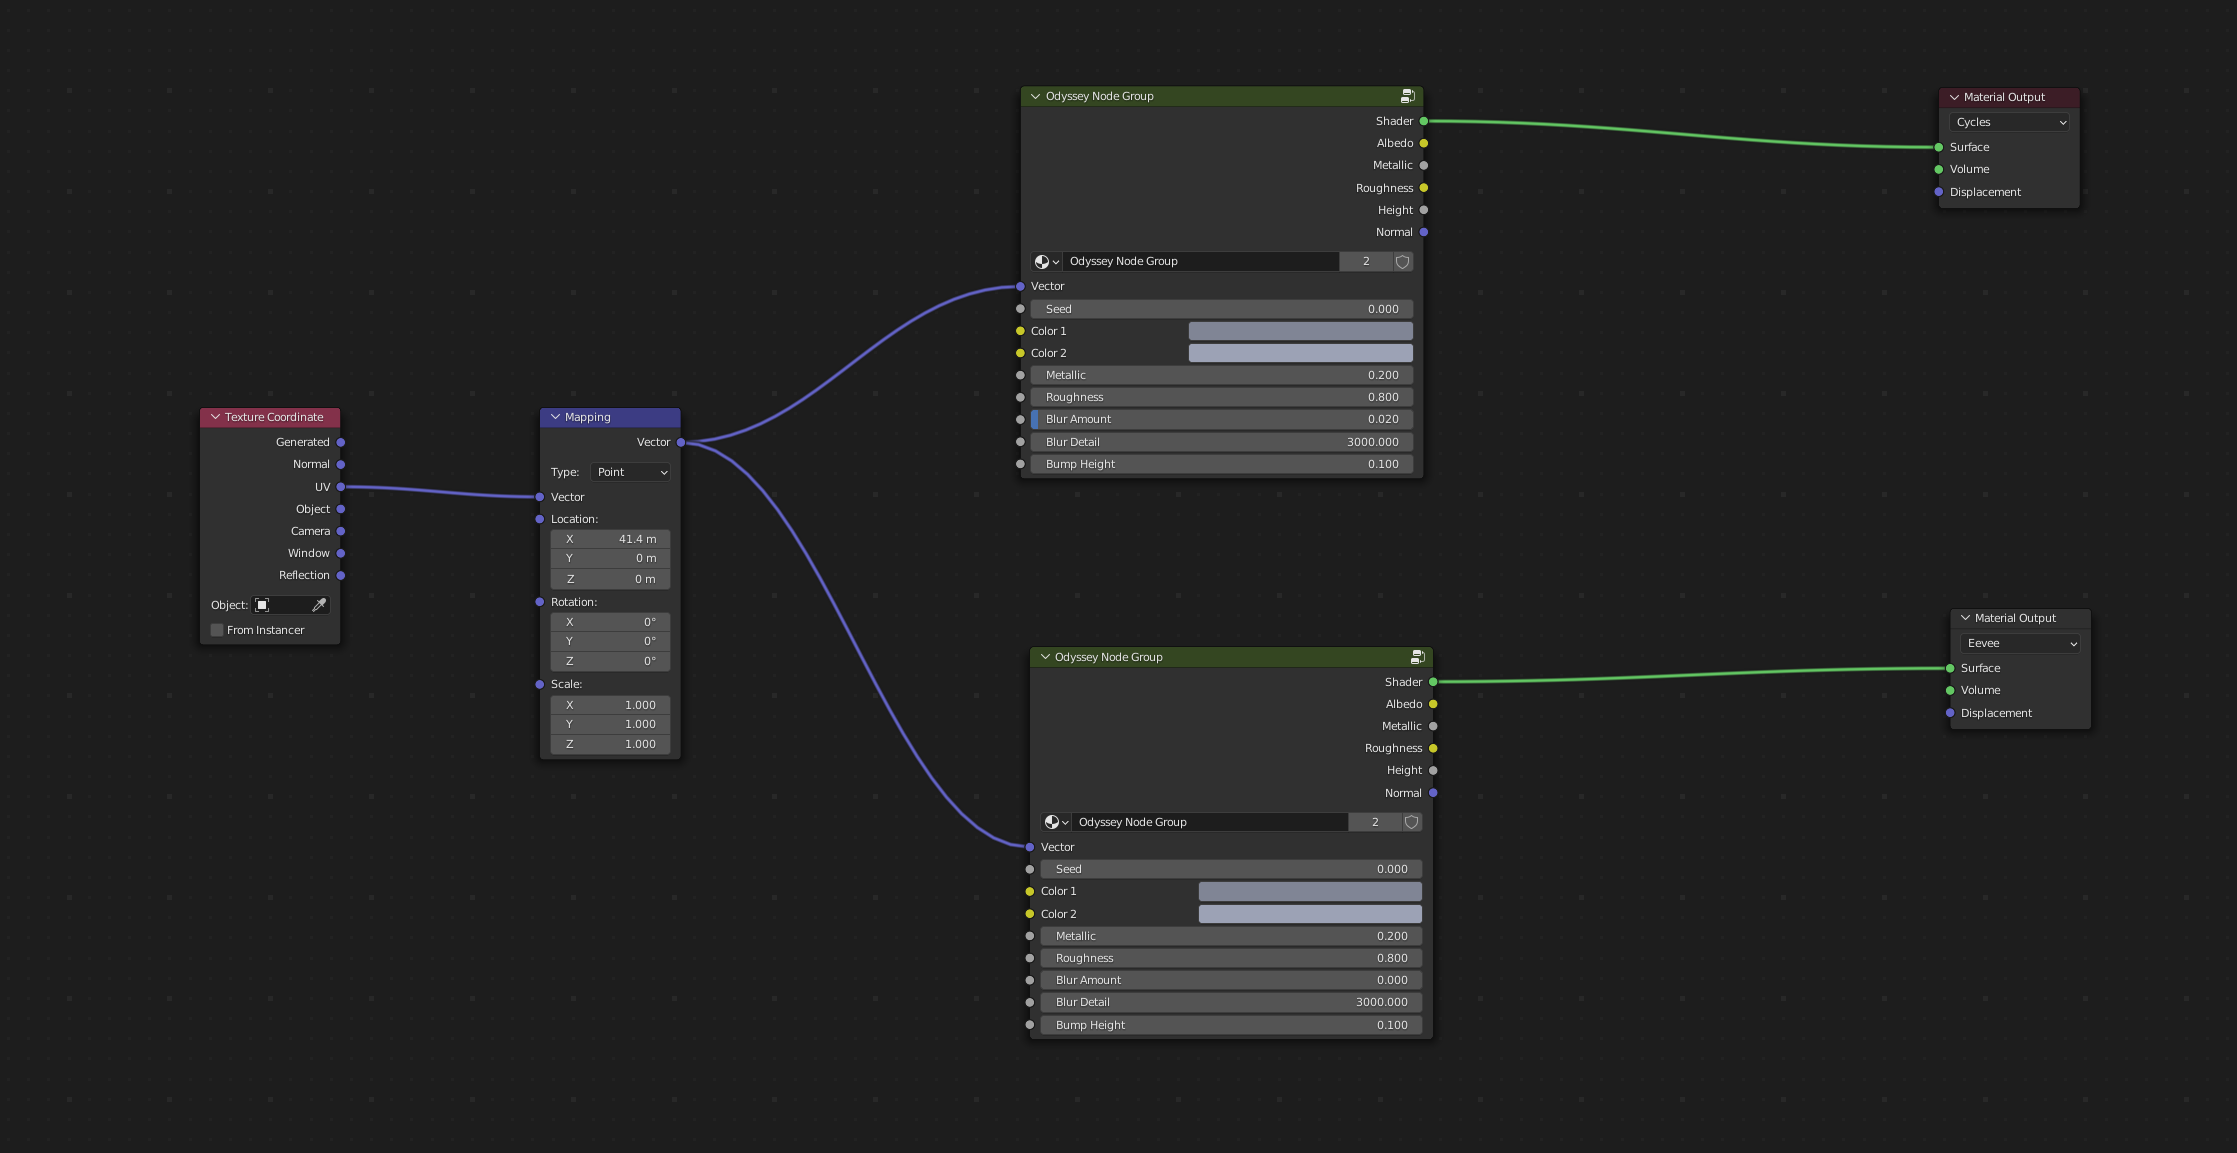 Texture Coordinate
Generated
Normal
UV
Object
Camera
Window
Reflection
Object:
From Instancer
Mapping
Vector
Type: Point
Vector
Location:
X 41.4 m
Y 0 m
Z 0 m
Rotation:
X 0°
Y 0°
Z 0°
Scale:
X 1.000
Y 1.000
Z 1.000
Odyssey Node Group
Shader
Albedo
Metallic
Roughness
Height
Normal
Odyssey Node Group 2
Vector
Seed 0.000
Color 1
Color 2
Metallic 0.200
Roughness 0.800
Blur Amount 0.020
Blur Detail 3000.000
Bump Height 0.100
Material Output
Cycles
Surface
Volume
Displacement
Odyssey Node Group
Shader
Albedo
Metallic
Roughness
Height
Normal
Odyssey Node Group 2
Vector
Seed 0.000
Color 1
Color 2
Metallic 0.200
Roughness 0.800
Blur Amount 0.000
Blur Detail 3000.000
Bump Height 0.100
Material Output
Eevee
Surface
Volume
Displacement